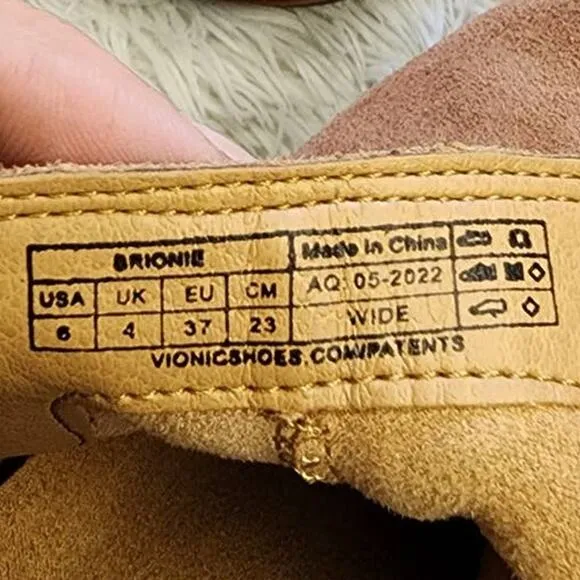 BRIONIE
Made in China
USA UK EU CM
AQ: 05-2022
6 4 37 23
WIDE
VIONICSHOES.COM/PATENTS